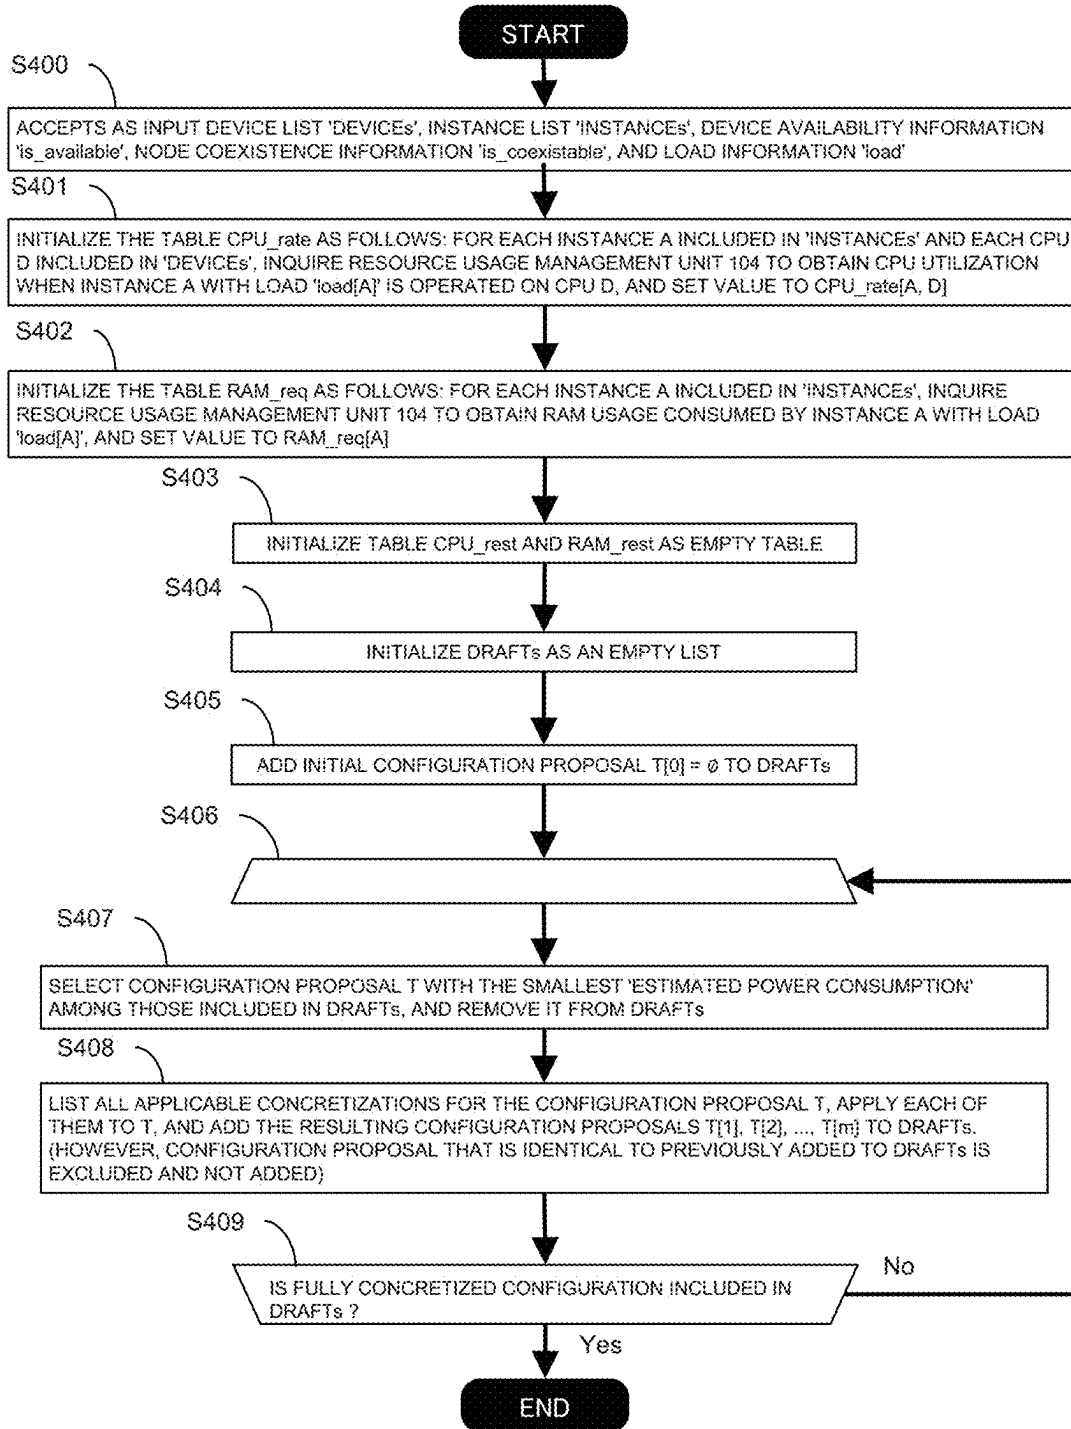 START
S400
ACCEPTS AS INPUT DEVICE LIST 'DEVICEs', INSTANCE LIST 'INSTANCEs', DEVICE AVAILABILITY INFORMATION
'is_available', NODE COEXISTENCE INFORMATION 'is_coexistable', AND LOAD INFORMATION 'load'
S401
INITIALIZE THE TABLE CPU_rate AS FOLLOWS: FOR EACH INSTANCE A INCLUDED IN 'INSTANCEs' AND EACH CPU
D INCLUDED IN 'DEVICEs', INQUIRE RESOURCE USAGE MANAGEMENT UNIT 104 TO OBTAIN CPU UTILIZATION
WHEN INSTANCE A WITH LOAD 'load[A]' IS OPERATED ON CPU D, AND SET VALUE TO CPU_rate[A, D]
S402
INITIALIZE THE TABLE RAM_req AS FOLLOWS: FOR EACH INSTANCE A INCLUDED IN 'INSTANCEs', INQUIRE
RESOURCE USAGE MANAGEMENT UNIT 104 TO OBTAIN RAM USAGE CONSUMED BY INSTANCE A WITH LOAD
'load[A]', AND SET VALUE TO RAM_req[A]
S403
INITIALIZE TABLE CPU_rest AND RAM_rest AS EMPTY TABLE
S404
INITIALIZE DRAFTs AS AN EMPTY LIST
S405
ADD INITIAL CONFIGURATION PROPOSAL T[0] = ø TO DRAFTs
S406
S407
SELECT CONFIGURATION PROPOSAL T WITH THE SMALLEST 'ESTIMATED POWER CONSUMPTION'
AMONG THOSE INCLUDED IN DRAFTs, AND REMOVE IT FROM DRAFTs
S408
LIST ALL APPLICABLE CONCRETIZATIONS FOR THE CONFIGURATION PROPOSAL T, APPLY EACH OF
THEM TO T, AND ADD THE RESULTING CONFIGURATION PROPOSALS T[1], T[2], ..., T[m] TO DRAFTs.
(HOWEVER, CONFIGURATION PROPOSAL THAT IS IDENTICAL TO PREVIOUSLY ADDED TO DRAFTs IS
EXCLUDED AND NOT ADDED)
S409
IS FULLY CONCRETIZED CONFIGURATION INCLUDED IN
DRAFTs ?
No
Yes
END